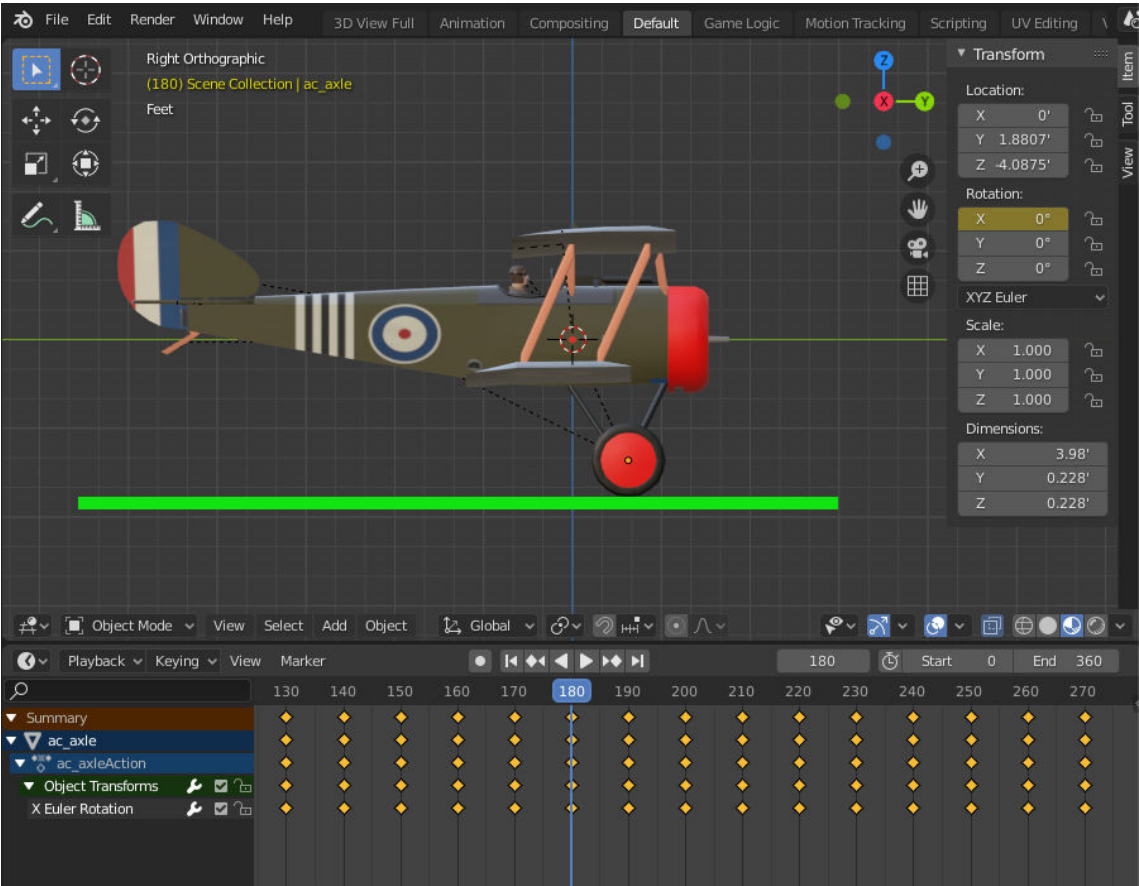 File Edit Render Window Help 3D View Full Animation Compositing Default Game Logic Motion Tracking Scripting UV Editing
Right Orthographic
(180) Scene Collection | ac_axle
Feet
Z
X
Y
Transform
Location:
X 0'
Y 1.8807'
Z -4.0875'
Rotation:
X 0°
Y 0°
Z 0°
XYZ Euler
Scale:
X 1.000
Y 1.000
Z 1.000
Dimensions:
X 3.98'
Y 0.228'
Z 0.228'
Item
Tool
View
Object Mode View Select Add Object Global
Playback Keying View Marker 180 Start 0 End 360
130 140 150 160 170 180 190 200 210 220 230 240 250 260 270
Summary
ac_axle
ac_axleAction
Object Transforms
X Euler Rotation